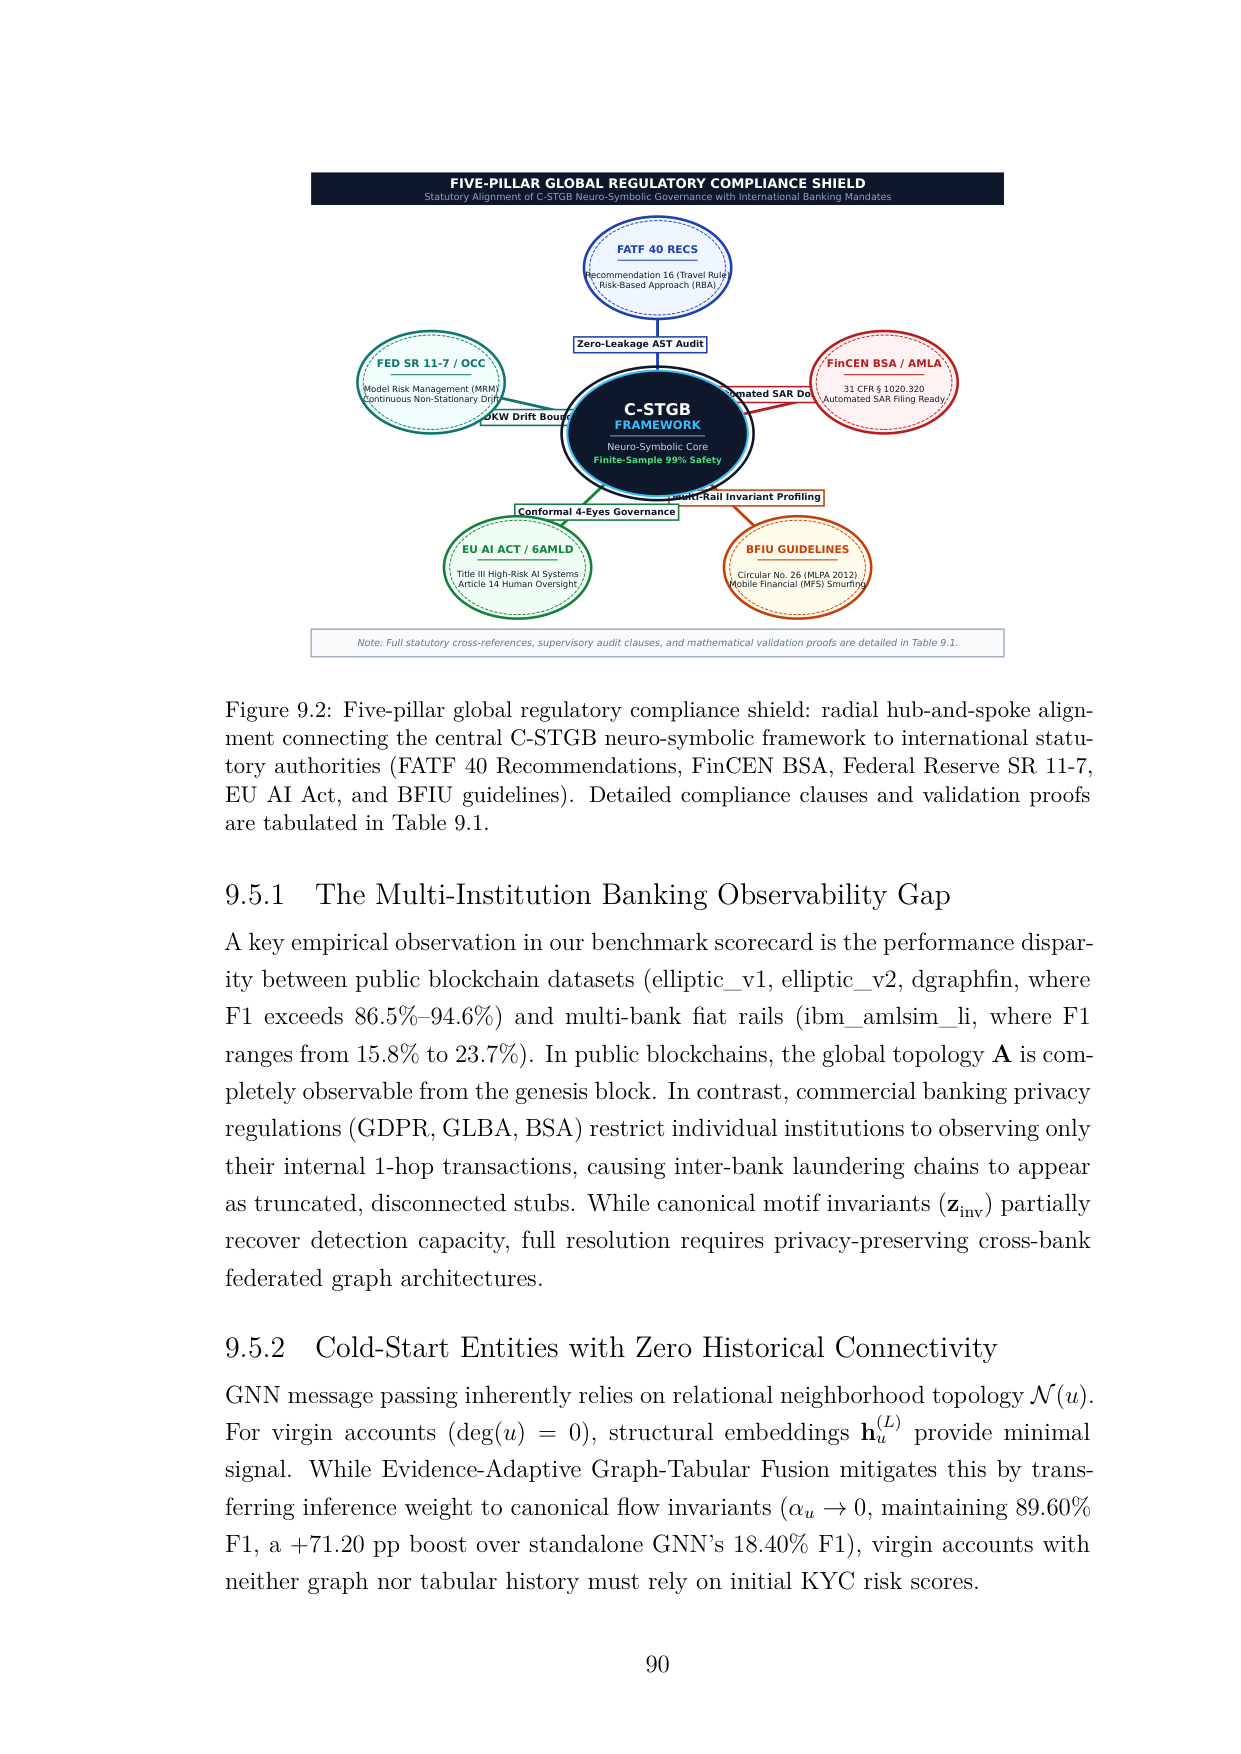 FIVE-PILLAR GLOBAL REGULATORY COMPLIANCE SHIELD
Statutory Alignment of C-STGB Neuro-Symbolic Governance with International Banking Mandates
FATF 40 RECS
Recommendation 16 (Travel Rule)
Risk-Based Approach (RBA)
Zero-Leakage AST Audit
FED SR 11-7 / OCC
Model Risk Management (MRM)
Continuous Non-Stationary Drift
DKW Drift
FinCEN BSA / AMLA
31 CFR § 1020.320
Automated SAR Filing Ready
SAR
C-STGB
FRAMEWORK
Neuro-Symbolic Core
Finite-Sample 99% Safety
Multi-Rail Invariant Profiling
Conformal 4-Eyes Governance
EU AI ACT / 6AMLD
Title III High-Risk AI Systems
Article 14 Human Oversight
BFIU GUIDELINES
Circular No. 26 (MLPA 2012)
Mobile Financial (MFS) Smurfing
Note: Full statutory cross-references, supervisory audit clauses, and mathematical validation proofs are detailed in Table 9.1.
Figure 9.2: Five-pillar global regulatory compliance shield: radial hub-and-spoke align-
ment connecting the central C-STGB neuro-symbolic framework to international statu-
tory authorities (FATF 40 Recommendations, FinCEN BSA, Federal Reserve SR 11-7,
EU AI Act, and BFIU guidelines). Detailed compliance clauses and validation proofs
are tabulated in Table 9.1.
9.5.1 The Multi-Institution Banking Observability Gap
A key empirical observation in our benchmark scorecard is the performance dispar-
ity between public blockchain datasets (elliptic_v1, elliptic_v2, dgraphfin, where
F1 exceeds 86.5%–94.6%) and multi-bank fiat rails (ibm_amlsim_li, where F1
ranges from 15.8% to 23.7%). In public blockchains, the global topology A is com-
pletely observable from the genesis block. In contrast, commercial banking privacy
regulations (GDPR, GLBA, BSA) restrict individual institutions to observing only
their internal 1-hop transactions, causing inter-bank laundering chains to appear
as truncated, disconnected stubs. While canonical motif invariants (z_inv) partially
recover detection capacity, full resolution requires privacy-preserving cross-bank
federated graph architectures.
9.5.2 Cold-Start Entities with Zero Historical Connectivity
GNN message passing inherently relies on relational neighborhood topology 𝒩(u).
For virgin accounts (deg(u) = 0), structural embeddings h_u^(L) provide minimal
signal. While Evidence-Adaptive Graph-Tabular Fusion mitigates this by trans-
ferring inference weight to canonical flow invariants (α_u → 0, maintaining 89.60%
F1, a +71.20 pp boost over standalone GNN's 18.40% F1), virgin accounts with
neither graph nor tabular history must rely on initial KYC risk scores.
90